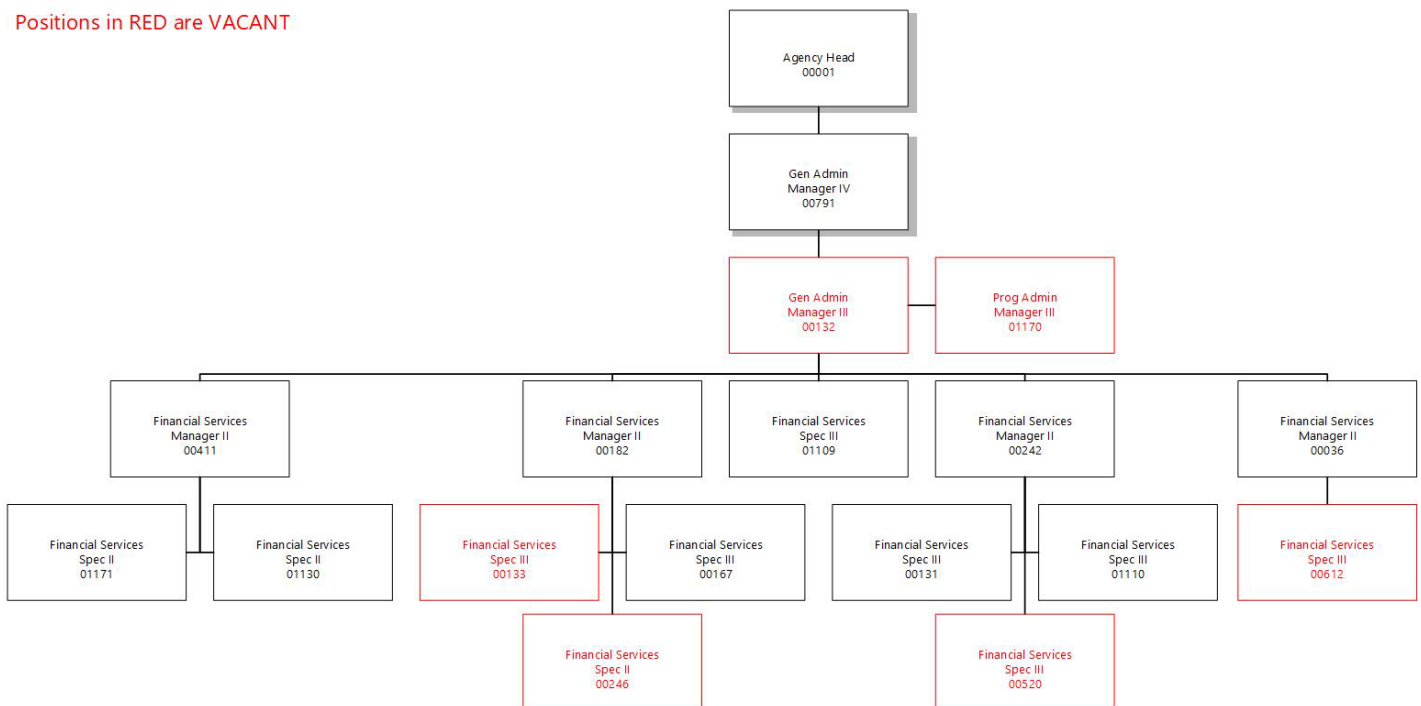 Positions in RED are VACANT
Agency Head
00001
Gen Admin
Manager IV
00791
Gen Admin
Manager III
00132
Prog Admin
Manager III
01170
Financial Services
Manager II
00411
Financial Services
Manager II
00182
Financial Services
Spec III
01109
Financial Services
Manager II
00242
Financial Services
Manager II
00036
Financial Services
Spec II
01171
Financial Services
Spec II
01130
Financial Services
Spec III
00133
Financial Services
Spec III
00167
Financial Services
Spec III
00131
Financial Services
Spec III
01110
Financial Services
Spec III
00612
Financial Services
Spec II
00246
Financial Services
Spec III
00520